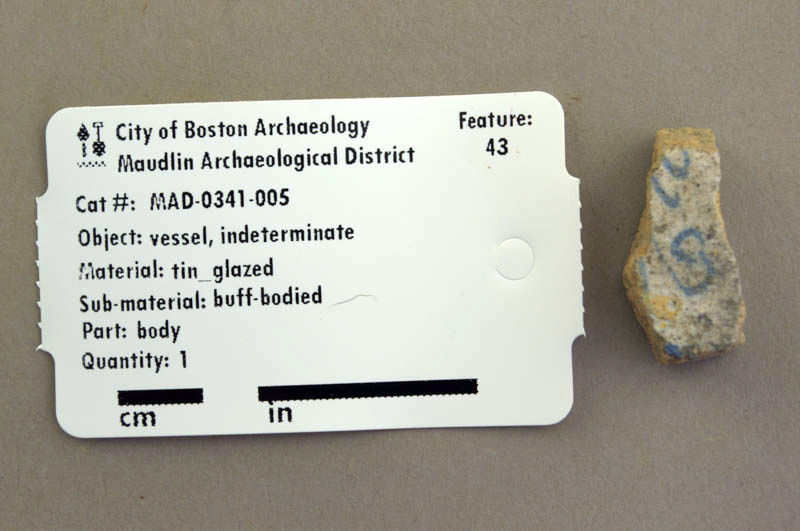 City of Boston Archaeology
Maudlin Archaeological District
Feature:
43
Cat #: MAD-0341-005
Object: vessel, indeterminate
Material: tin_glazed
Sub-material: buff-bodied
Part: body
Quantity: 1
cm
in